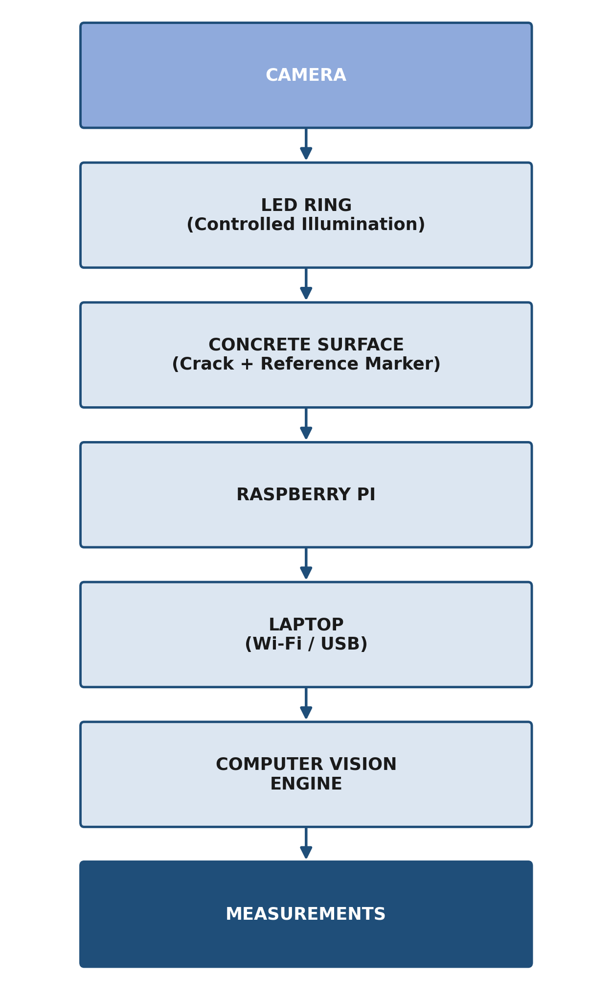 CAMERA
LED RING
(Controlled Illumination)
CONCRETE SURFACE
(Crack + Reference Marker)
RASPBERRY PI
LAPTOP
(Wi-Fi / USB)
COMPUTER VISION
ENGINE
MEASUREMENTS